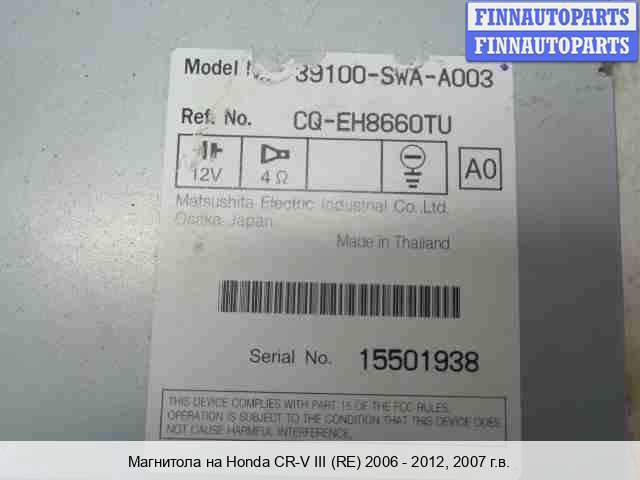 FINNAUTOPARTS
FINNAUTOPARTS
Model 39100-SWA-A003
Ref. No. CQ-EH8660TU
12V 4 Ω A0
Matsushita Electric Industrial Co.,Ltd.
Osaka Japan
Made in Thailand
Serial No. 15501938
THIS DEVICE COMPLIES WITH PART 15 OF THE FCC RULES.
OPERATION IS SUBJECT TO THE CONDITION THAT THIS DEVICE DOES
NOT CAUSE HARMFUL INTERFERENCE.
Магнитола на Honda CR-V III (RE) 2006 - 2012, 2007 г.в.